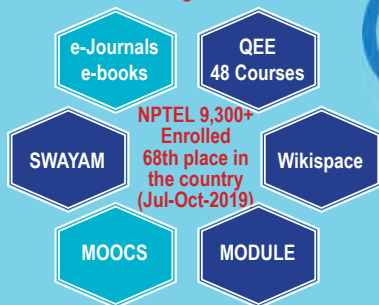 e-Journals
e-books
QEE
48 Courses
NPTEL 9,300+
Enrolled
68th place in
the country
(Jul-Oct-2019)
SWAYAM
Wikispace
MOOCS
MODULE